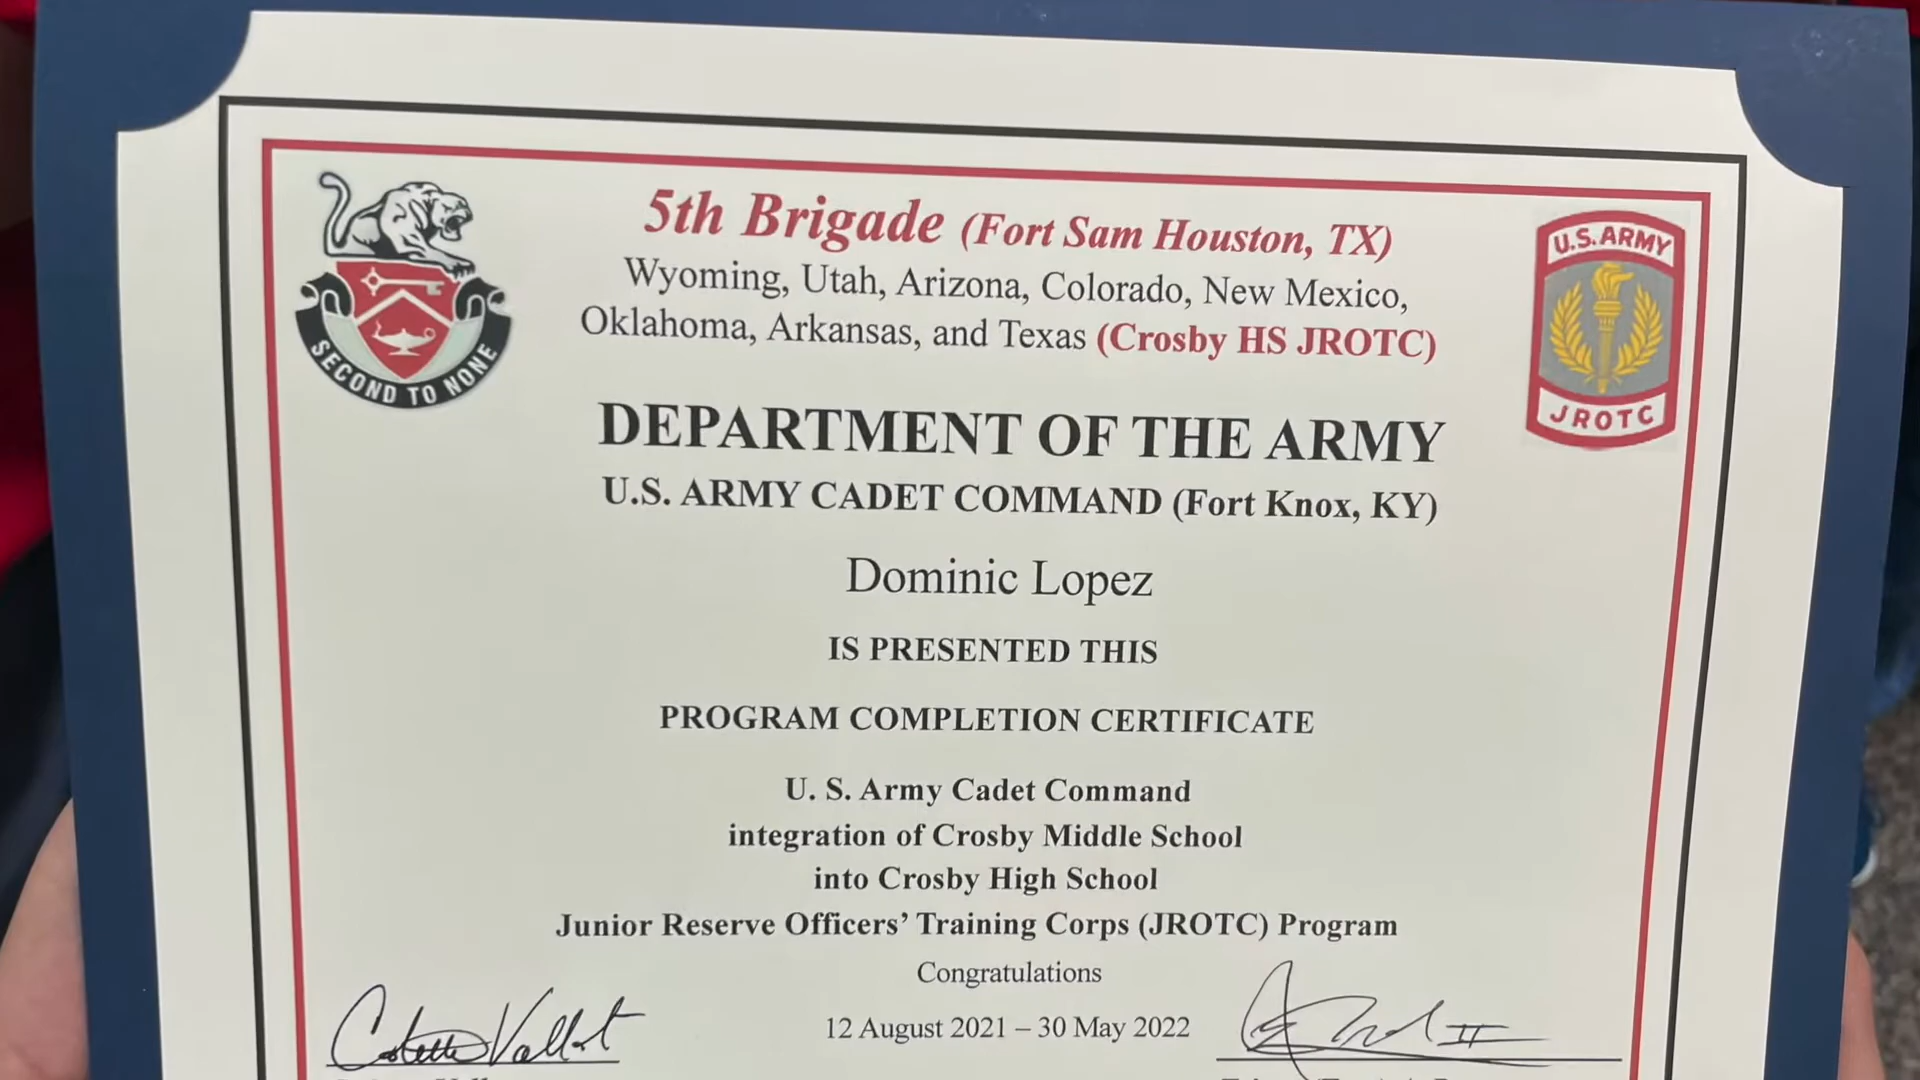 5th Brigade (Fort Sam Houston, TX)
Wyoming, Utah, Arizona, Colorado, New Mexico,
Oklahoma, Arkansas, and Texas (Crosby HS JROTC)
SECOND TO NONE
U.S. ARMY
JROTC
DEPARTMENT OF THE ARMY
U.S. ARMY CADET COMMAND (Fort Knox, KY)
Dominic Lopez
IS PRESENTED THIS
PROGRAM COMPLETION CERTIFICATE
U. S. Army Cadet Command
integration of Crosby Middle School
into Crosby High School
Junior Reserve Officers’ Training Corps (JROTC) Program
Congratulations
12 August 2021 – 30 May 2022